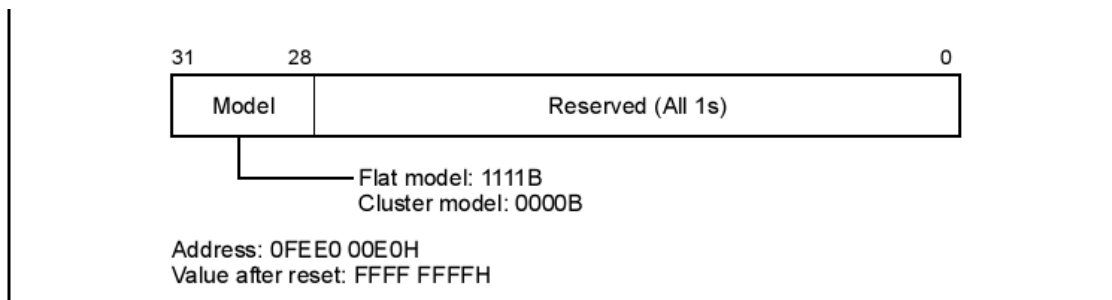 31 28 0
Model Reserved (All 1s)
Flat model: 1111B
Cluster model: 0000B
Address: 0FEE0 00E0H
Value after reset: FFFF FFFFH